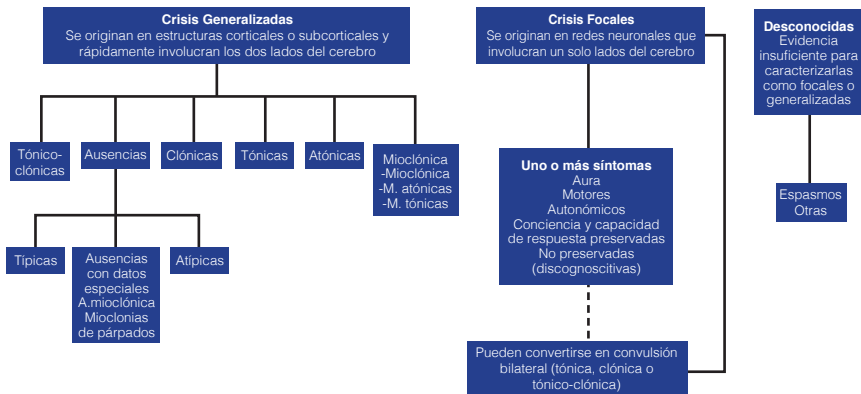 Crisis Generalizadas
Se originan en estructuras corticales o subcorticales y
rápidamente involucran los dos lados del cerebro
Tónico-
clónicas
Ausencias
Clónicas
Tónicas
Atónicas
Mioclónica
-Mioclónica
-M. atónicas
-M. tónicas
Típicas
Ausencias
con datos
especiales
A.mioclónica
Mioclonias
de párpados
Atípicas
Crisis Focales
Se originan en redes neuronales que
involucran un solo lados del cerebro
Uno o más síntomas
Aura
Motores
Autonómicos
Conciencia y capacidad
de respuesta preservadas
No preservadas
(discognoscitivas)
Pueden convertirse en convulsión
bilateral (tónica, clónica o
tónico-clónica)
Desconocidas
Evidencia
insuficiente para
caracterizarlas
como focales o
generalizadas
Espasmos
Otras